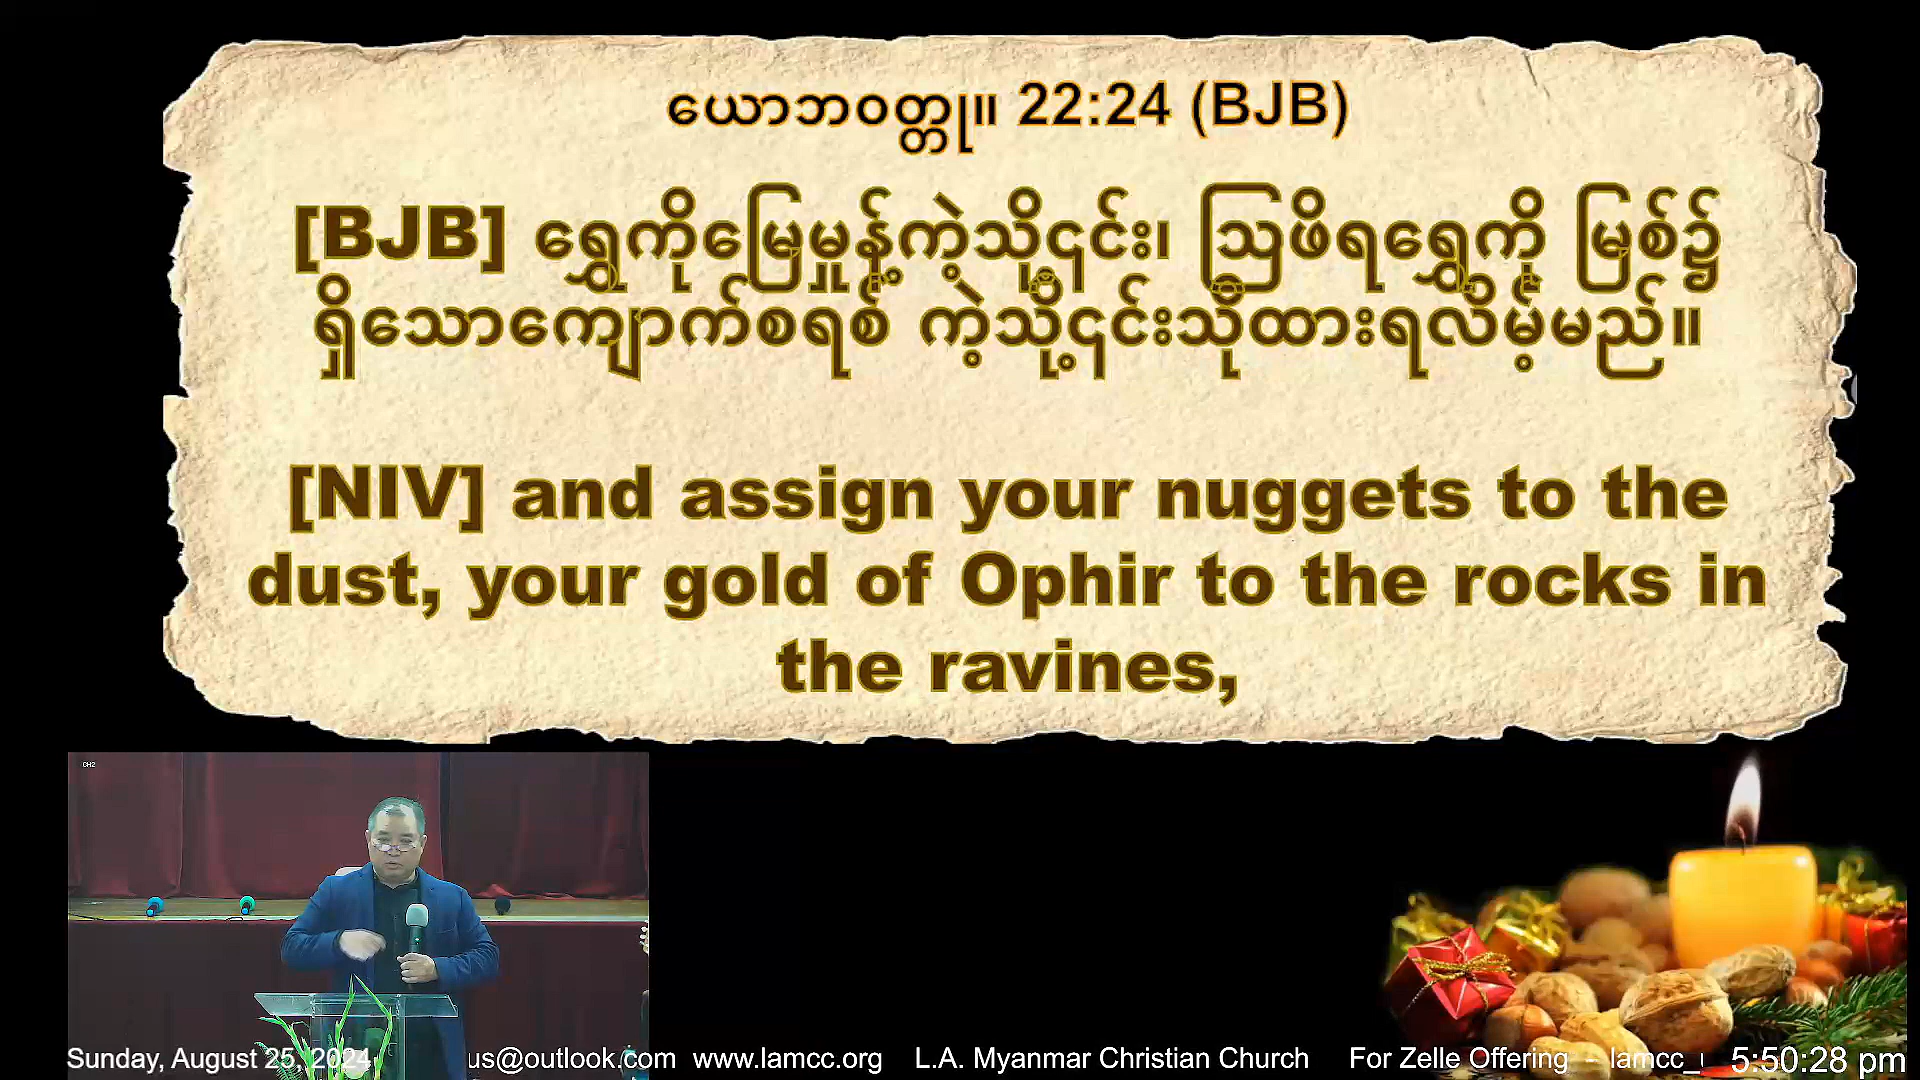 ယောဘဝတ္ထု။ 22:24 (BJB)
[BJB] ရွှေကိုမြေမှုန့်ကဲ့သို့၎င်း၊ ဩဖိရရွှေကို မြစ်၌
ရှိသောကျောက်စရစ် ကဲ့သို့၎င်းသိုထားရလိမ့်မည်။
[NIV] and assign your nuggets to the
dust, your gold of Ophir to the rocks in
the ravines,
CH2
Sunday, August 25, 2024 us@outlook.com www.lamcc.org L.A. Myanmar Christian Church For Zelle Offering - lamcc_ 5:50:28 pm